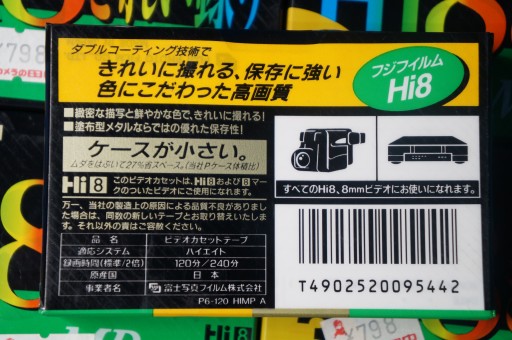 ダブルコーティング技術で
きれいに撮れる、保存に強い
色にこだわった高画質
フジフイルム
Hi8
■緻密な描写と鮮やかな色で、きれいに撮れる!
■塗布型メタルならではの優れた保存性!
ケースが小さい。
ムダをはぶいて27%省スペース。(当社Pケース体積比)
Hi8 このビデオカセットは、Hi8および8マー
クのついたビデオにご使用になれます。
すべてのHi8、8mmビデオにお使いになれます。
万一、当社の製造上の原因による品質不良がありまし
た場合は、同数の新しいテープとお取り替えいたしま
す。それ以外の責はご容赦ください。
品名 ビデオカセットテープ
適応システム ハイエイト
録画時間(標準/2倍) 120分/240分
原産国 日本
事業者名 富士写真フイルム株式会社
P6-120 HIMP A
T4902520095442
¥798
Hi8
¥798